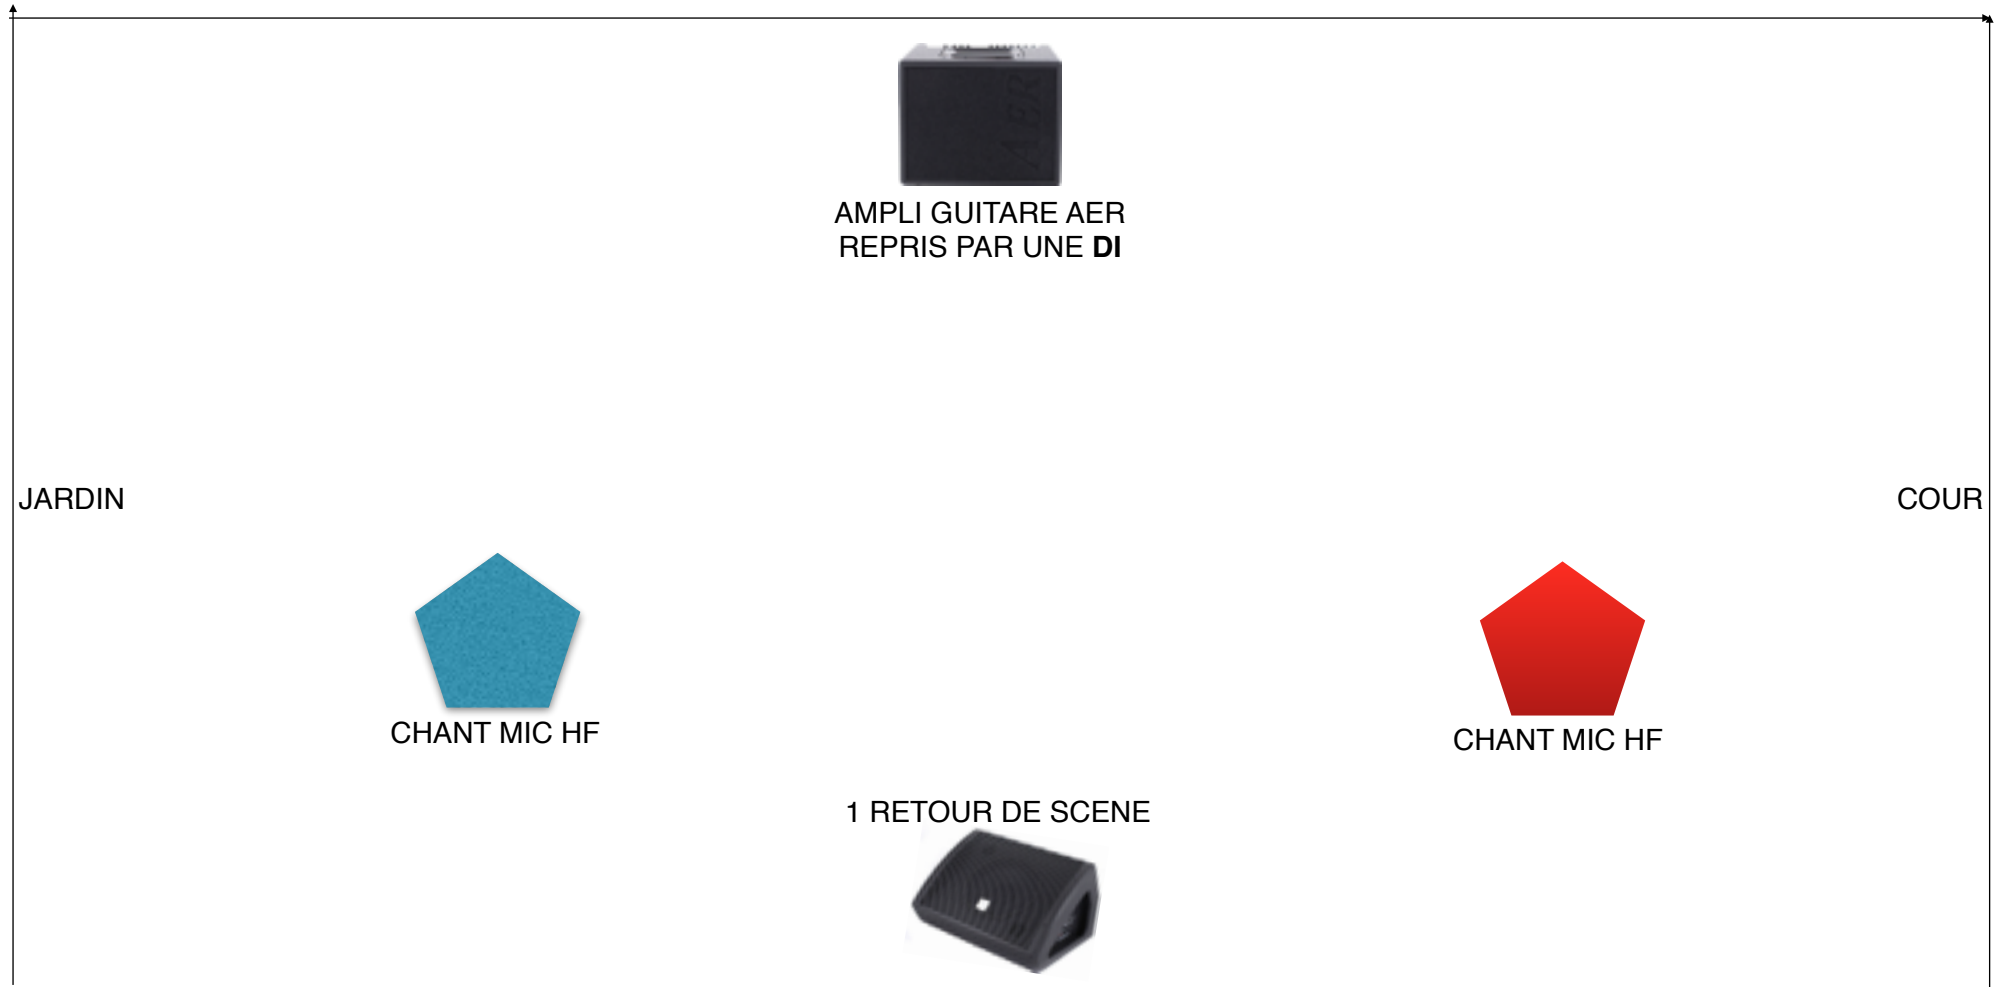 AER
AMPLI GUITARE AER
REPRIS PAR UNE DI
JARDIN
COUR
CHANT MIC HF
CHANT MIC HF
1 RETOUR DE SCENE